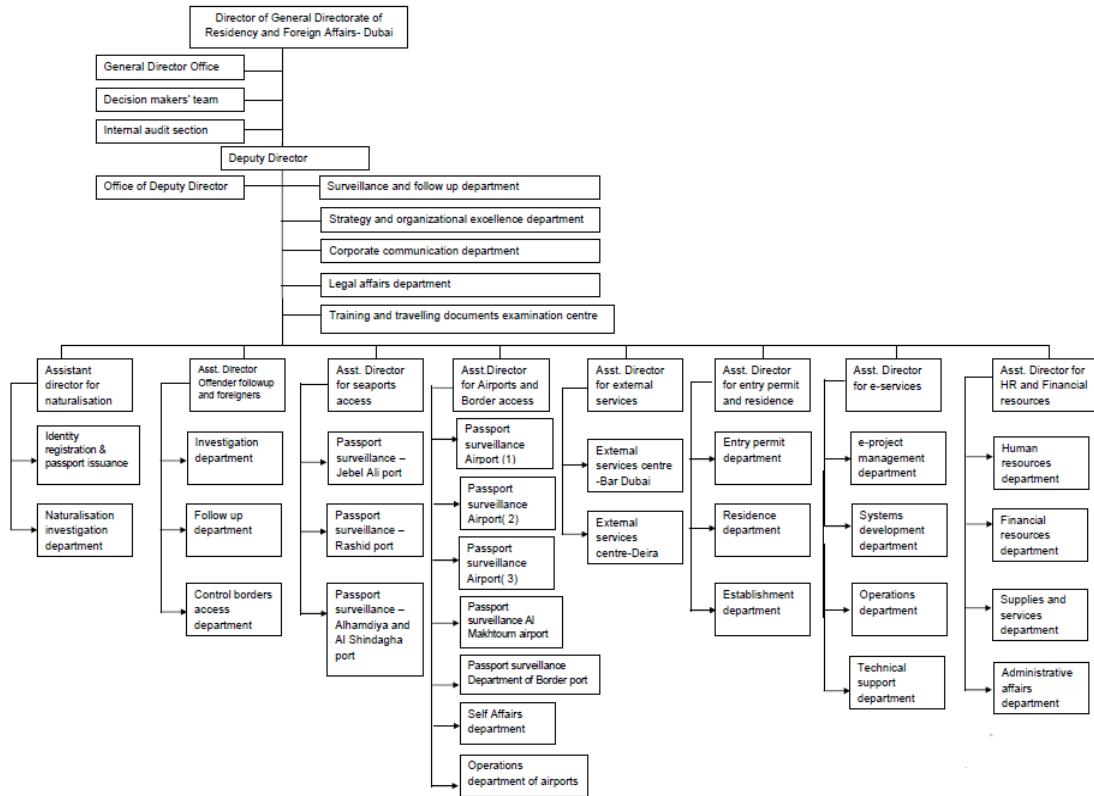 Director of General Directorate of
Residency and Foreign Affairs- Dubai
General Director Office
Decision makers' team
Internal audit section
Deputy Director
Office of Deputy Director
Surveillance and follow up department
Strategy and organizational excellence department
Corporate communication department
Legal affairs department
Training and travelling documents examination centre
Assistant
director for
naturalisation
Identity
registration &
passport issuance
Naturalisation
investigation
department
Asst. Director
Offender followup
and foreigners
Investigation
department
Follow up
department
Control borders
access
department
Asst. Director
for seaports
access
Passport
surveillance –
Jebel Ali port
Passport
surveillance –
Rashid port
Passport
surveillance –
Alhamdiya and
Al Shindagha
port
Asst.Director
for Airports and
Border access
Passport
surveillance
Airport (1)
Passport
surveillance
Airport( 2)
Passport
surveillance
Airport( 3)
Passport
surveillance Al
Makhtoum airport
Passport surveillance
Department of Border port
Self Affairs
department
Operations
department of airports
Asst. Director
for external
services
External
services centre
-Bar Dubai
External
services
centre-Deira
Asst. Director
for entry permit
and residence
Entry permit
department
Residence
department
Establishment
department
Asst. Director
for e-services
e-project
management
department
Systems
development
department
Operations
department
Technical
support
department
Asst. Director for
HR and Financial
resources
Human
resources
department
Financial
resources
department
Supplies and
services
department
Administrative
affairs
department